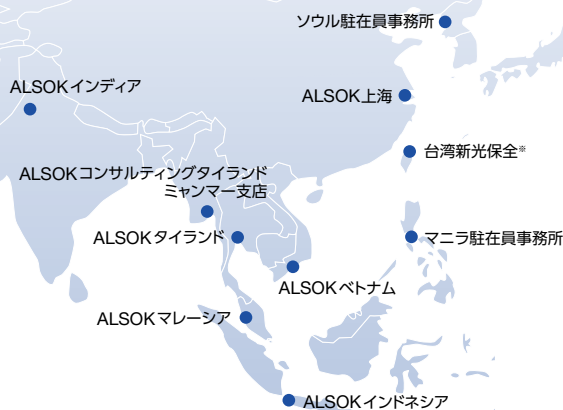 ソウル駐在員事務所
ALSOKインディア
ALSOK上海
台湾新光保全※
ALSOKコンサルティングタイランド
ミャンマー支店
ALSOKタイランド
マニラ駐在員事務所
ALSOKベトナム
ALSOKマレーシア
ALSOKインドネシア